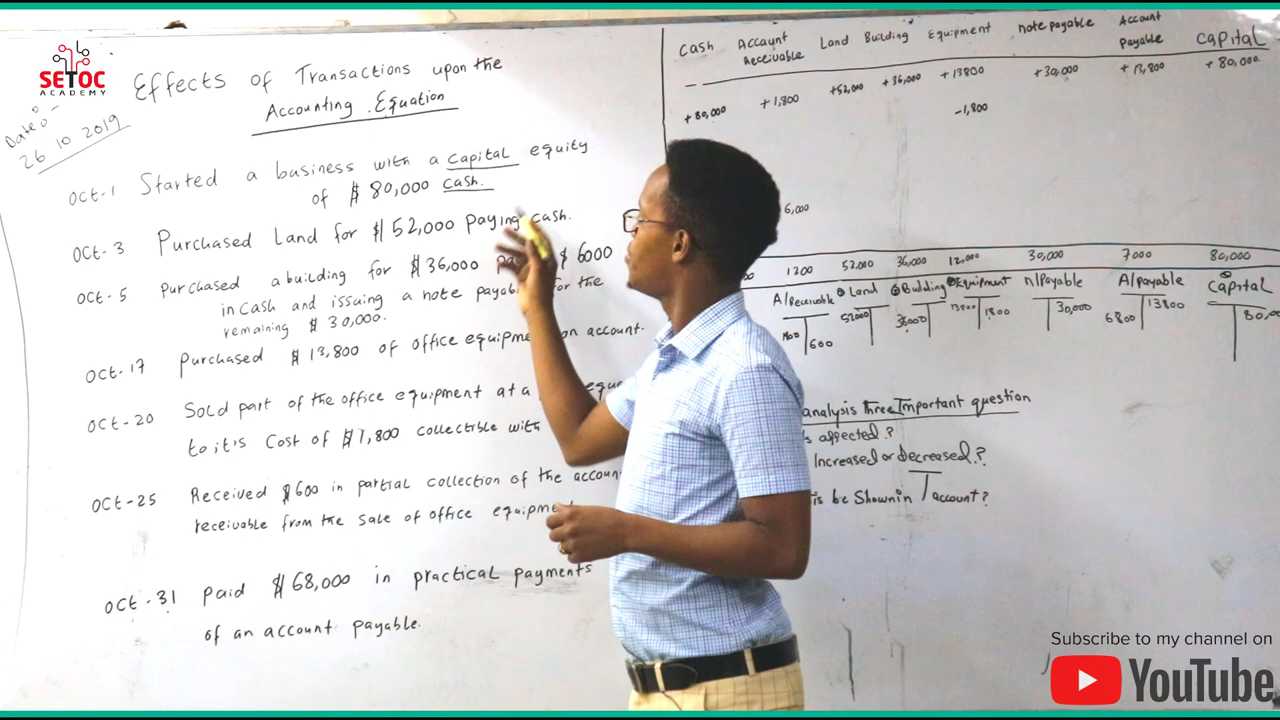 SETOC
ACADEMY
Effects of Transactions upon the
Accounting Equation
Date
26 10 2019
OCT-1 Started a business with a capital equity
of $ 80,000 cash.
OCT-3 Purchased Land for $ 52,000 paying cash.
OCT-5 Purchased a building for $ 36,000 $ 6000
in Cash and issuing a note for the
remaining $ 30,000.
OCT-17 Purchased $ 13,800 of office on account.
OCT-20 Sold part of the office equipment at a
to it's Cost of $ 1,800 collectible with
OCT-25 Received $ 600 in partial collection of the
receivable from the sale of office
OCT-31 paid $ 68,000 in practical payments
of an account payable.
Cash Account Receivable Land Building Equipment note payable Account Payable Capital
+80,000 +1,800 +52,000 +36,000 +13800 +30,000 +13,800 +80,000.
-1,800
6,000
1200 52,000 36,000 12,000 30,000 7000 80,000
A/Receivable Land Building Equipment n/Payable A/payable Capital
52000 36000 13800 1800 30,000 6800 13800
600
analysis three Important question
affected?
Increased or decreased?
be Shown in T account?
Subscribe to my channel on
YouTube